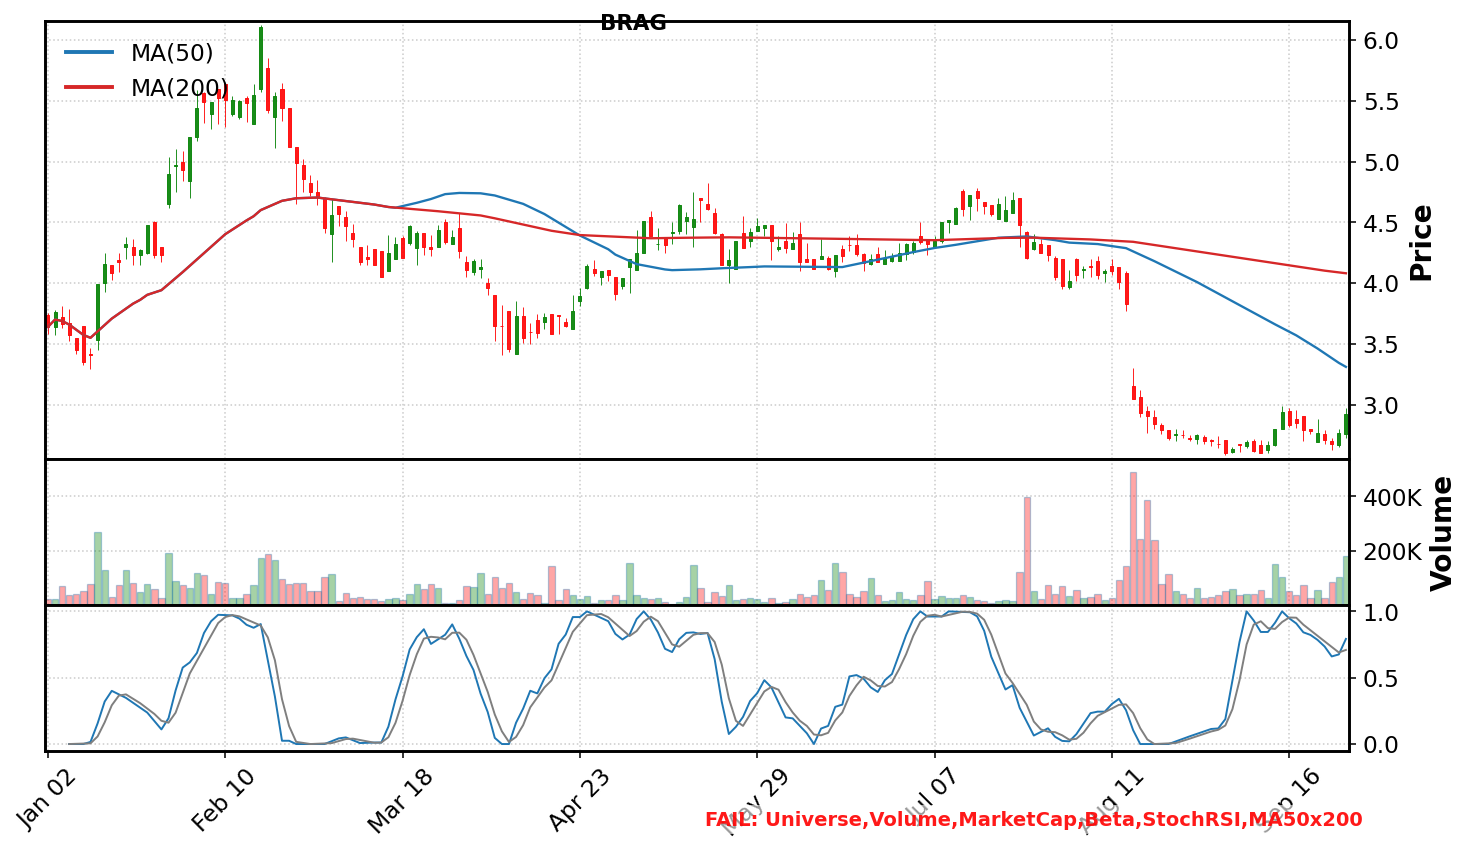 BRAG
MA(50)
MA(200)
6.0
5.5
5.0
4.5
4.0
3.5
3.0
Price
400K
200K
Volume
1.0
0.5
0.0
Jan 02
Feb 10
Mar 18
Apr 23
May 29
Jul 07
Aug 11
Sep 16
FAIL: Universe,Volume,MarketCap,Beta,StochRSI,MA50x200